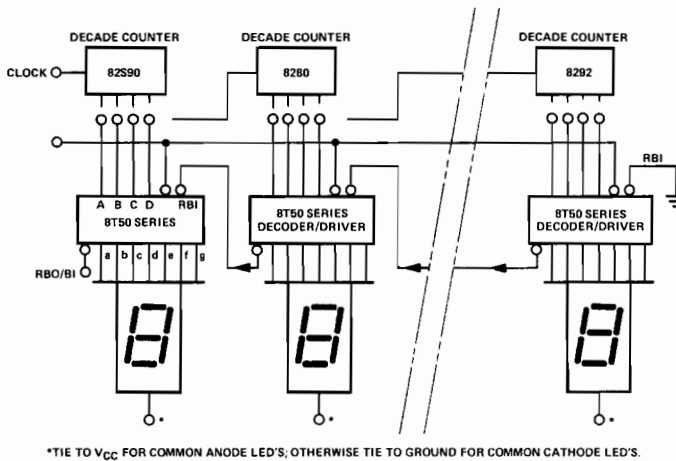 DECADE COUNTER
DECADE COUNTER
DECADE COUNTER
CLOCK
82S90
8280
8292
RBI
A B C D RBI
8T50 SERIES
8T50 SERIES
DECODER/DRIVER
8T50 SERIES
DECODER/DRIVER
a b c d e f g
RBO/BI
*
*
*
*TIE TO VCC FOR COMMON ANODE LED'S; OTHERWISE TIE TO GROUND FOR COMMON CATHODE LED'S.